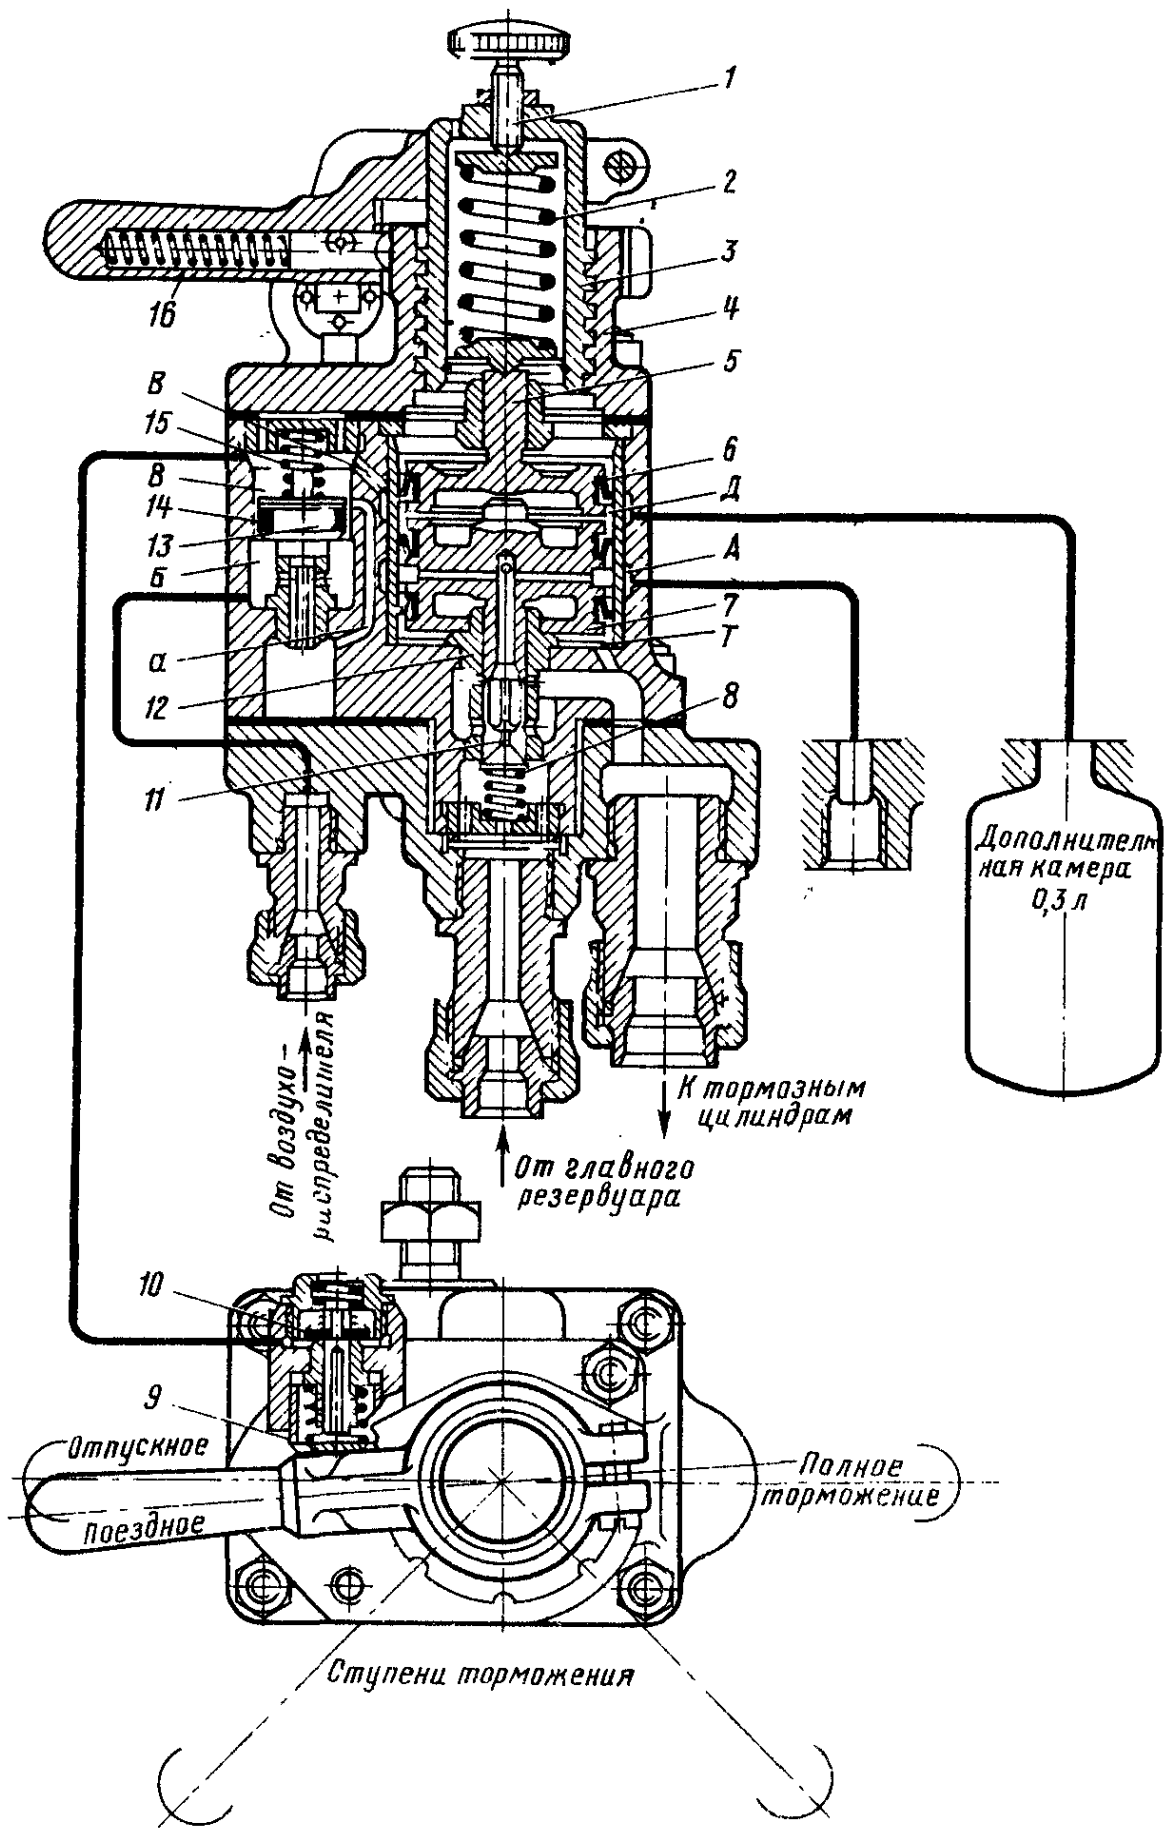 1
2
3
4
5
6
Д
А
7
Т
8
16
В
15
В
14
13
Б
а
12
11
Дополнитель
ная камера
0,3 л
От воздухо-
распределителя
От главного
резервуара
К тормозным
цилиндрам
10
9
Отпускное
Поездное
Полное
торможение
Ступени торможения